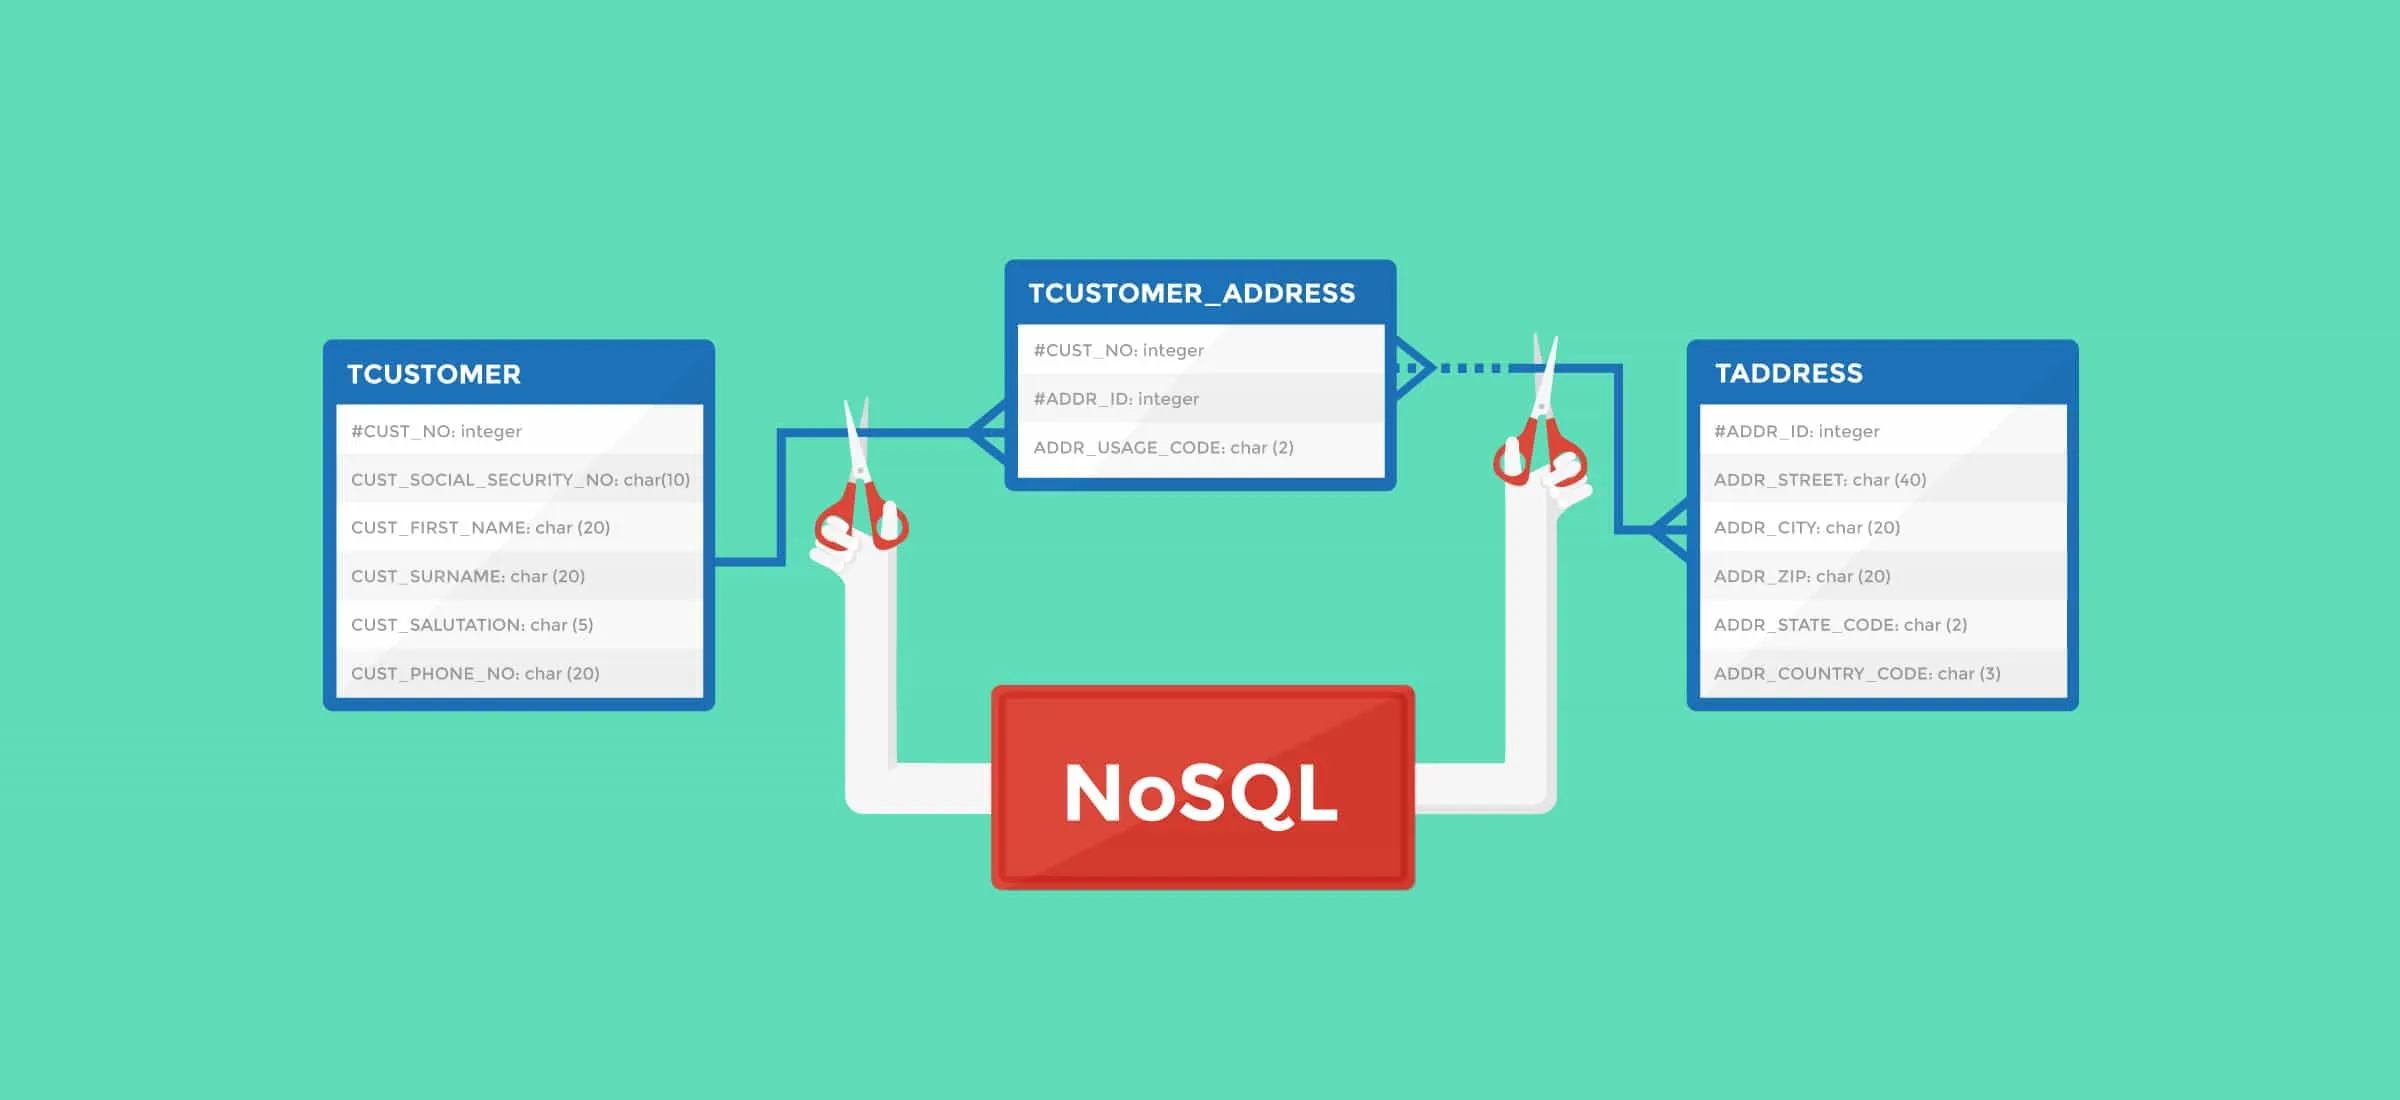 TCUSTOMER
#CUST_NO: integer
CUST_SOCIAL_SECURITY_NO: char(10)
CUST_FIRST_NAME: char (20)
CUST_SURNAME: char (20)
CUST_SALUTATION: char (5)
CUST_PHONE_NO: char (20)
TCUSTOMER_ADDRESS
#CUST_NO: integer
#ADDR_ID: integer
ADDR_USAGE_CODE: char (2)
TADDRESS
#ADDR_ID: integer
ADDR_STREET: char (40)
ADDR_CITY: char (20)
ADDR_ZIP: char (20)
ADDR_STATE_CODE: char (2)
ADDR_COUNTRY_CODE: char (3)
NoSQL